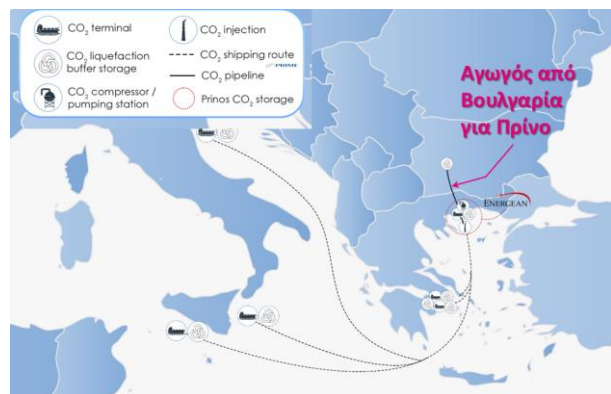 CO₂ terminal
CO₂ liquefaction
buffer storage
CO₂ compressor /
pumping station
CO₂ injection
CO₂ shipping route
PRIME
CO₂ pipeline
Prinos CO₂ storage
Αγωγός από
Βουλγαρία
για Πρίνο
ENERGEAN